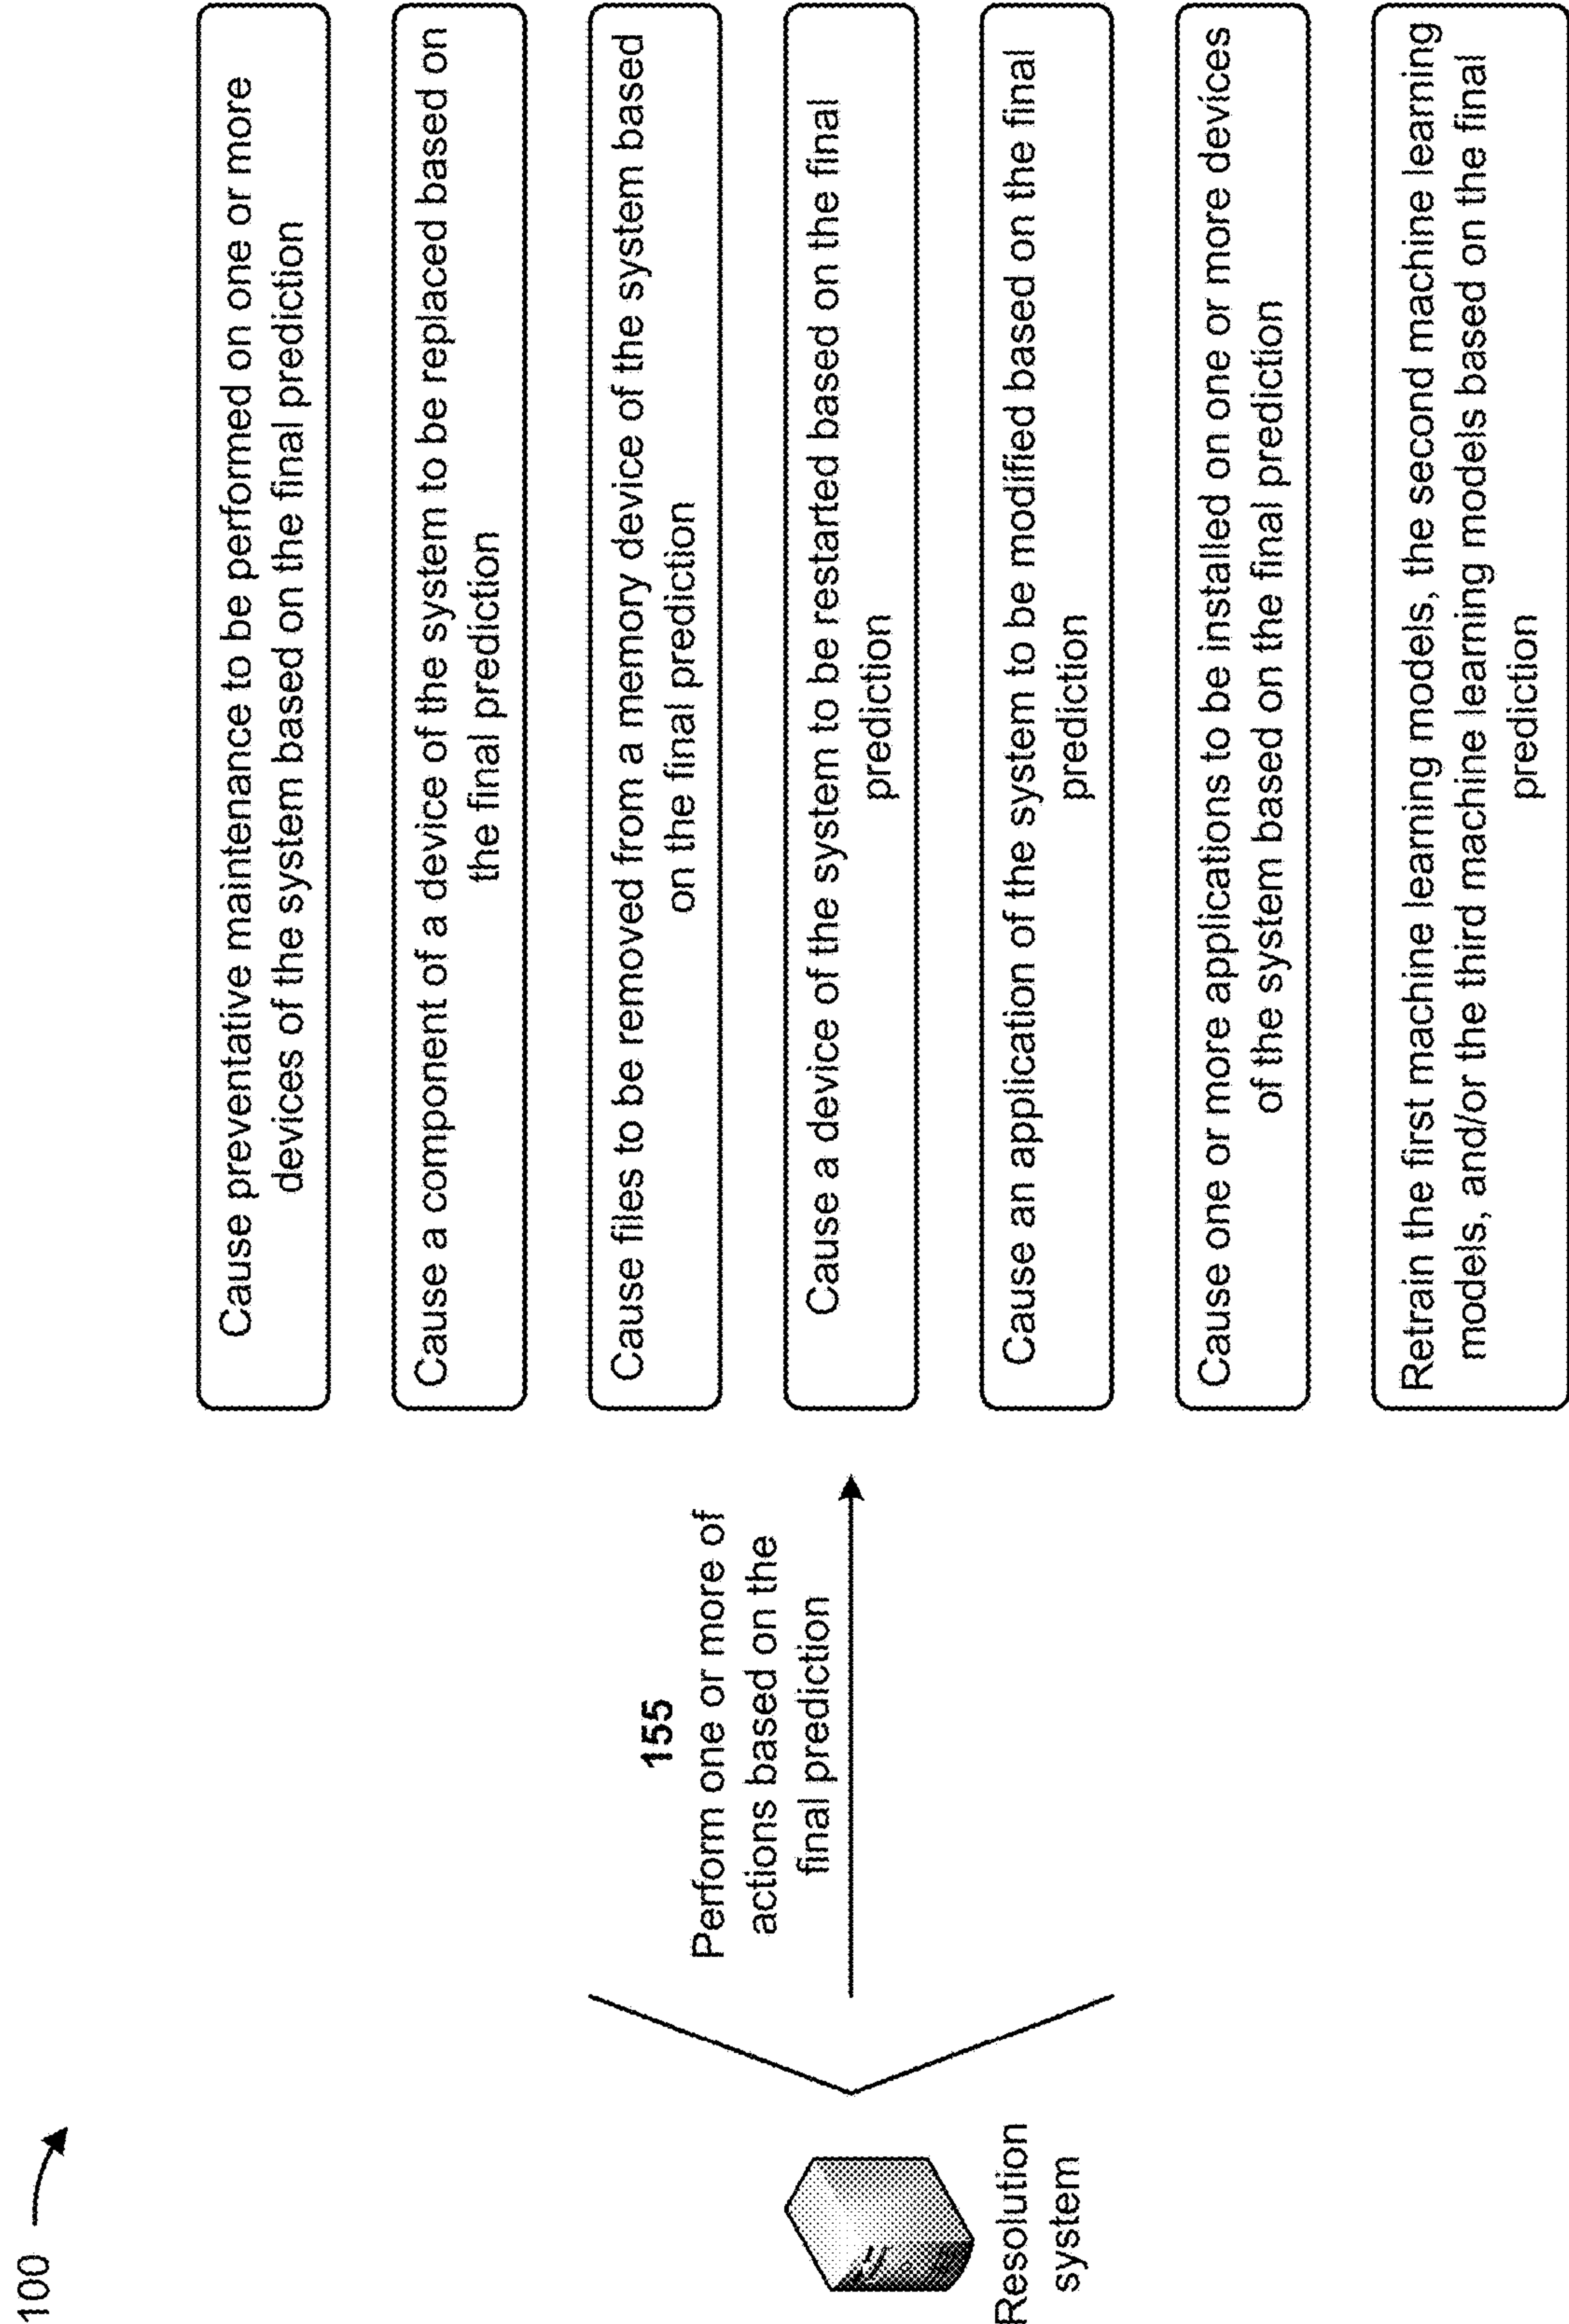 100
Resolution
system
155
Perform one or more of
actions based on the
final prediction
Cause preventative maintenance to be performed on one or more
devices of the system based on the final prediction
Cause a component of a device of the system to be replaced based on
the final prediction
Cause files to be removed from a memory device of the system based
on the final prediction
Cause a device of the system to be restarted based on the final
prediction
Cause an application of the system to be modified based on the final
prediction
Cause one or more applications to be installed on one or more devices
of the system based on the final prediction
Retrain the first machine learning models, the second machine learning
models, and/or the third machine learning models based on the final
prediction